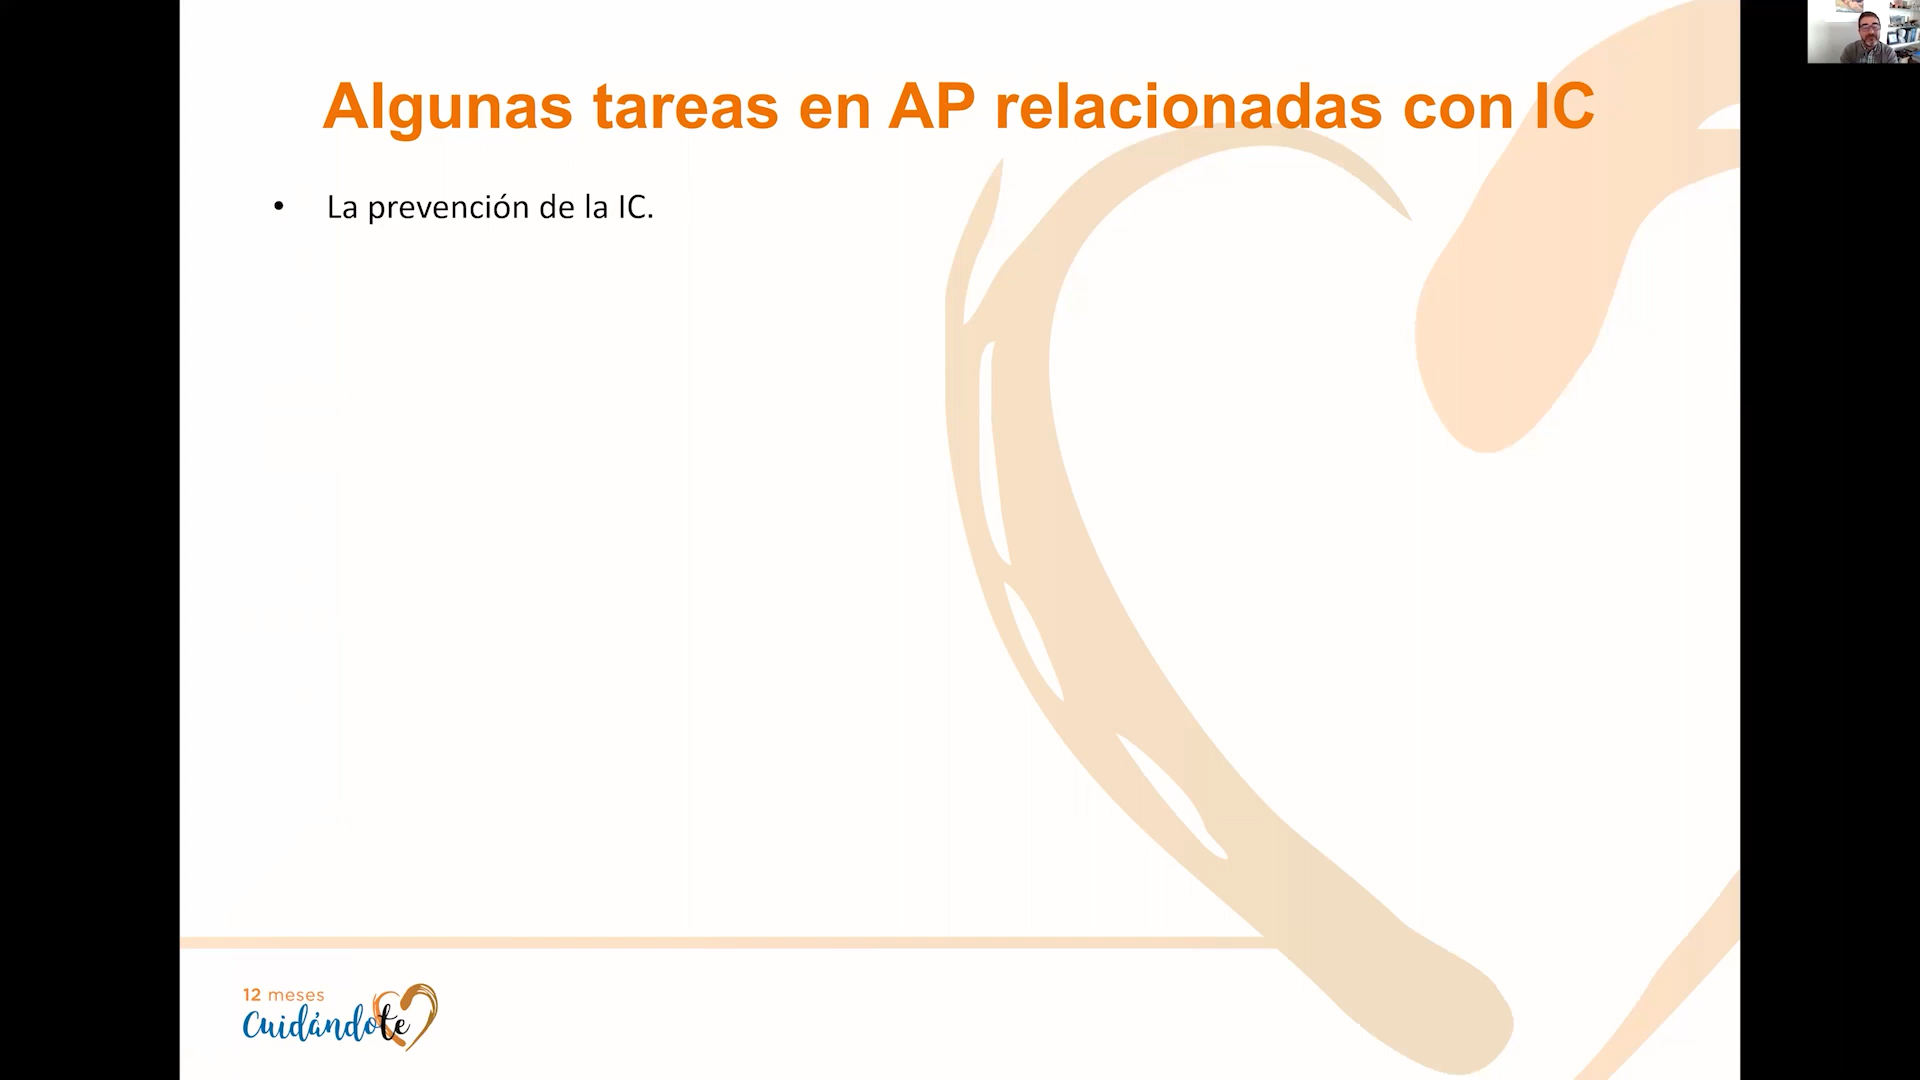 Algunas tareas en AP relacionadas con IC
• La prevención de la IC.
12 meses
Cuidándote